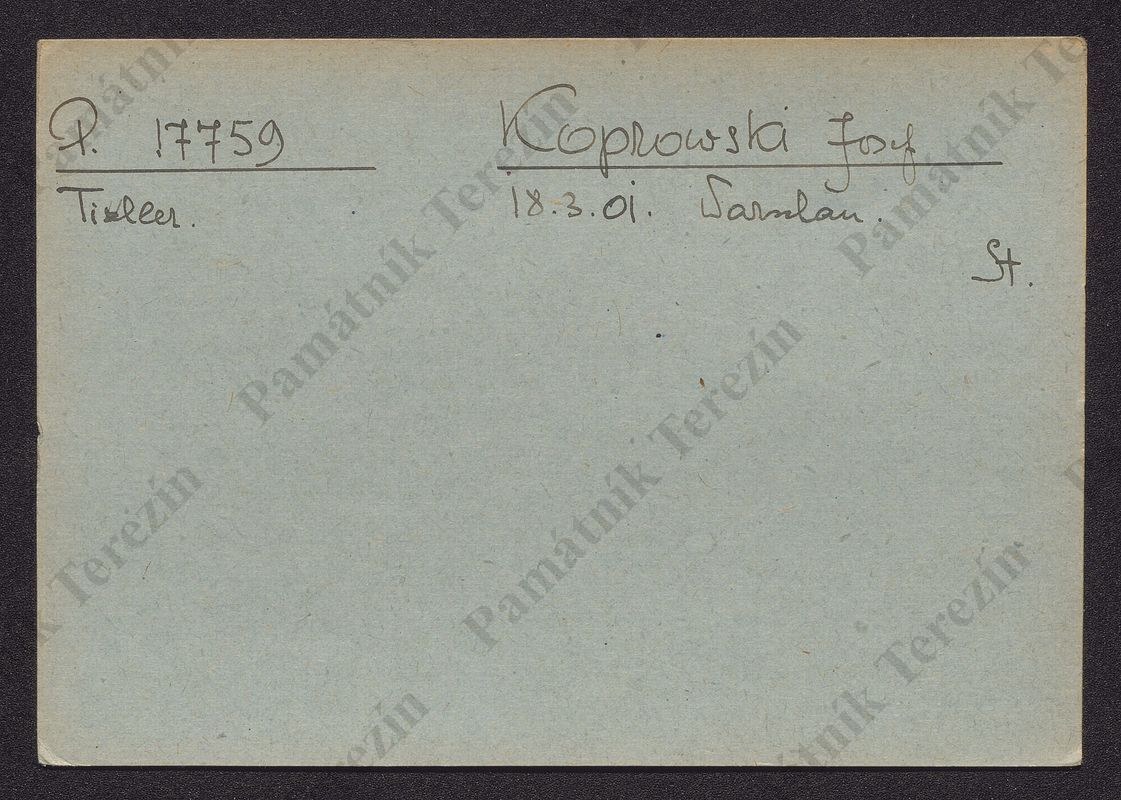 P. 17759 Koprowski Josef
Tischler. 18.3.01. Warschau.
St.
Památník Terezín